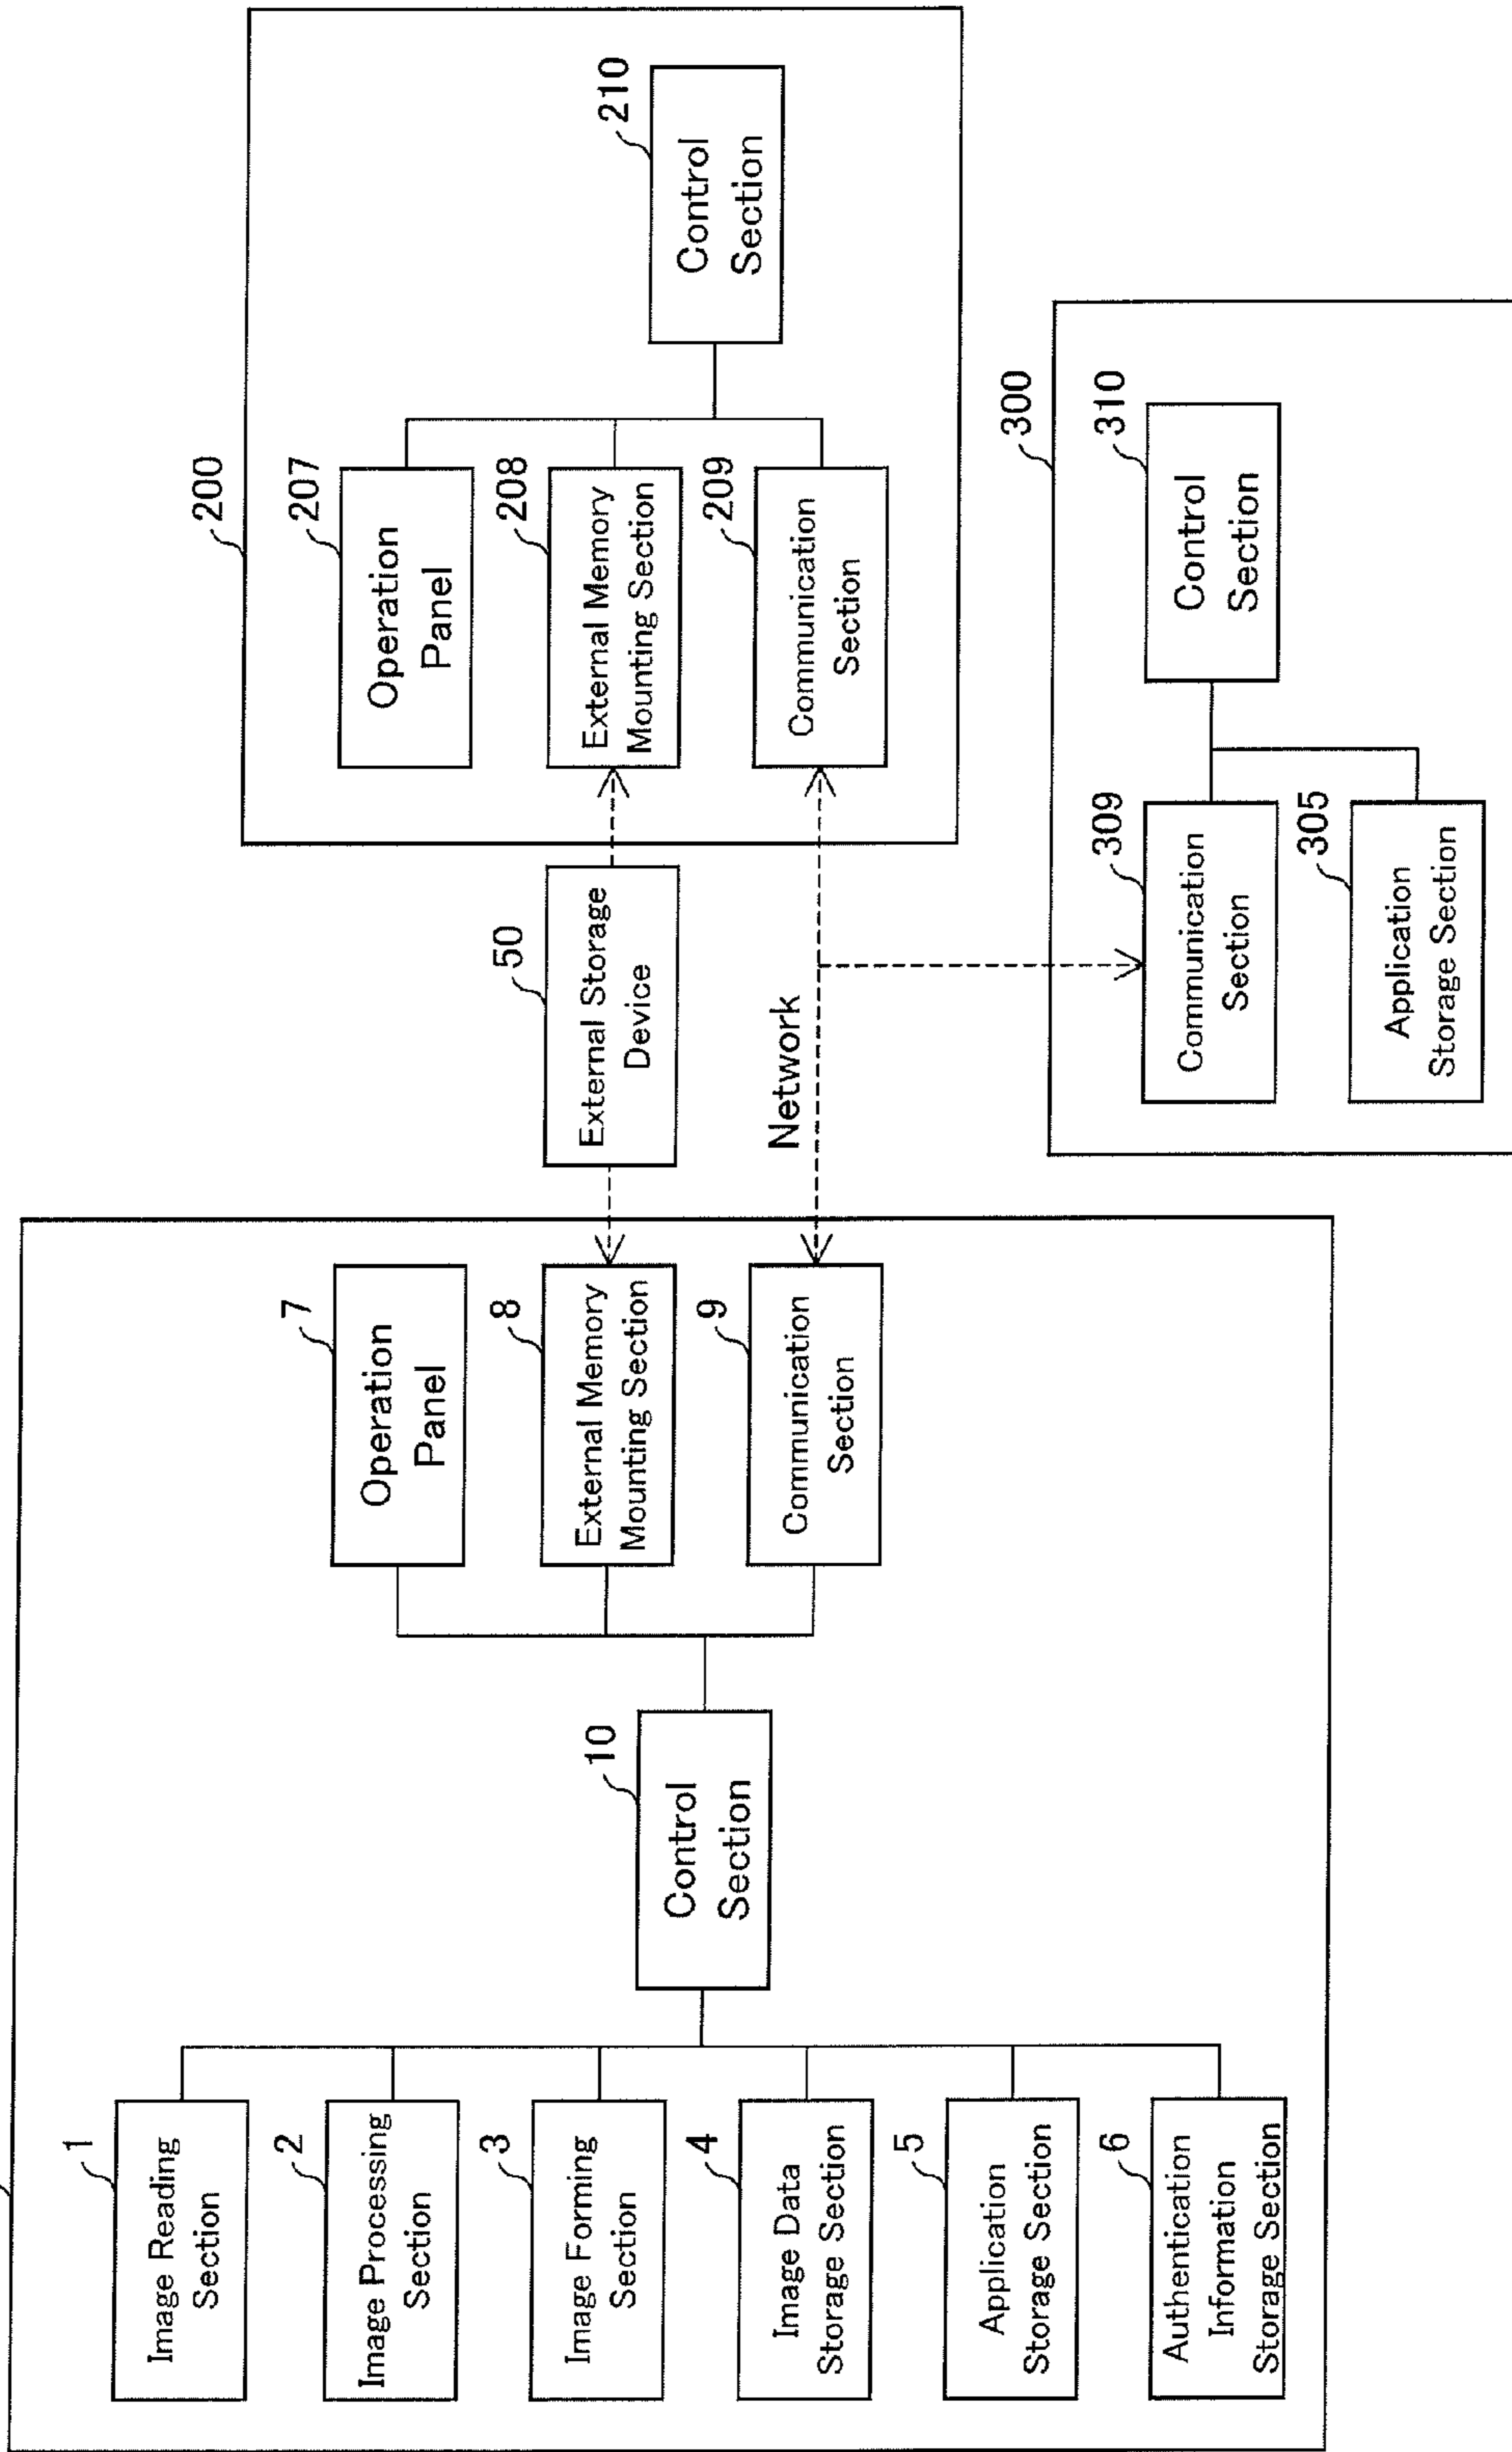 1
Image Reading
Section
2
Image Processing
Section
3
Image Forming
Section
4
Image Data
Storage Section
5
Application
Storage Section
6
Authentication
Information
Storage Section
10
Control
Section
7
Operation
Panel
8
External Memory
Mounting Section
9
Communication
Section
50
External Storage
Device
Network
200
207
Operation
Panel
208
External Memory
Mounting Section
209
Communication
Section
210
Control
Section
300
309
Communication
Section
305
Application
Storage Section
310
Control
Section